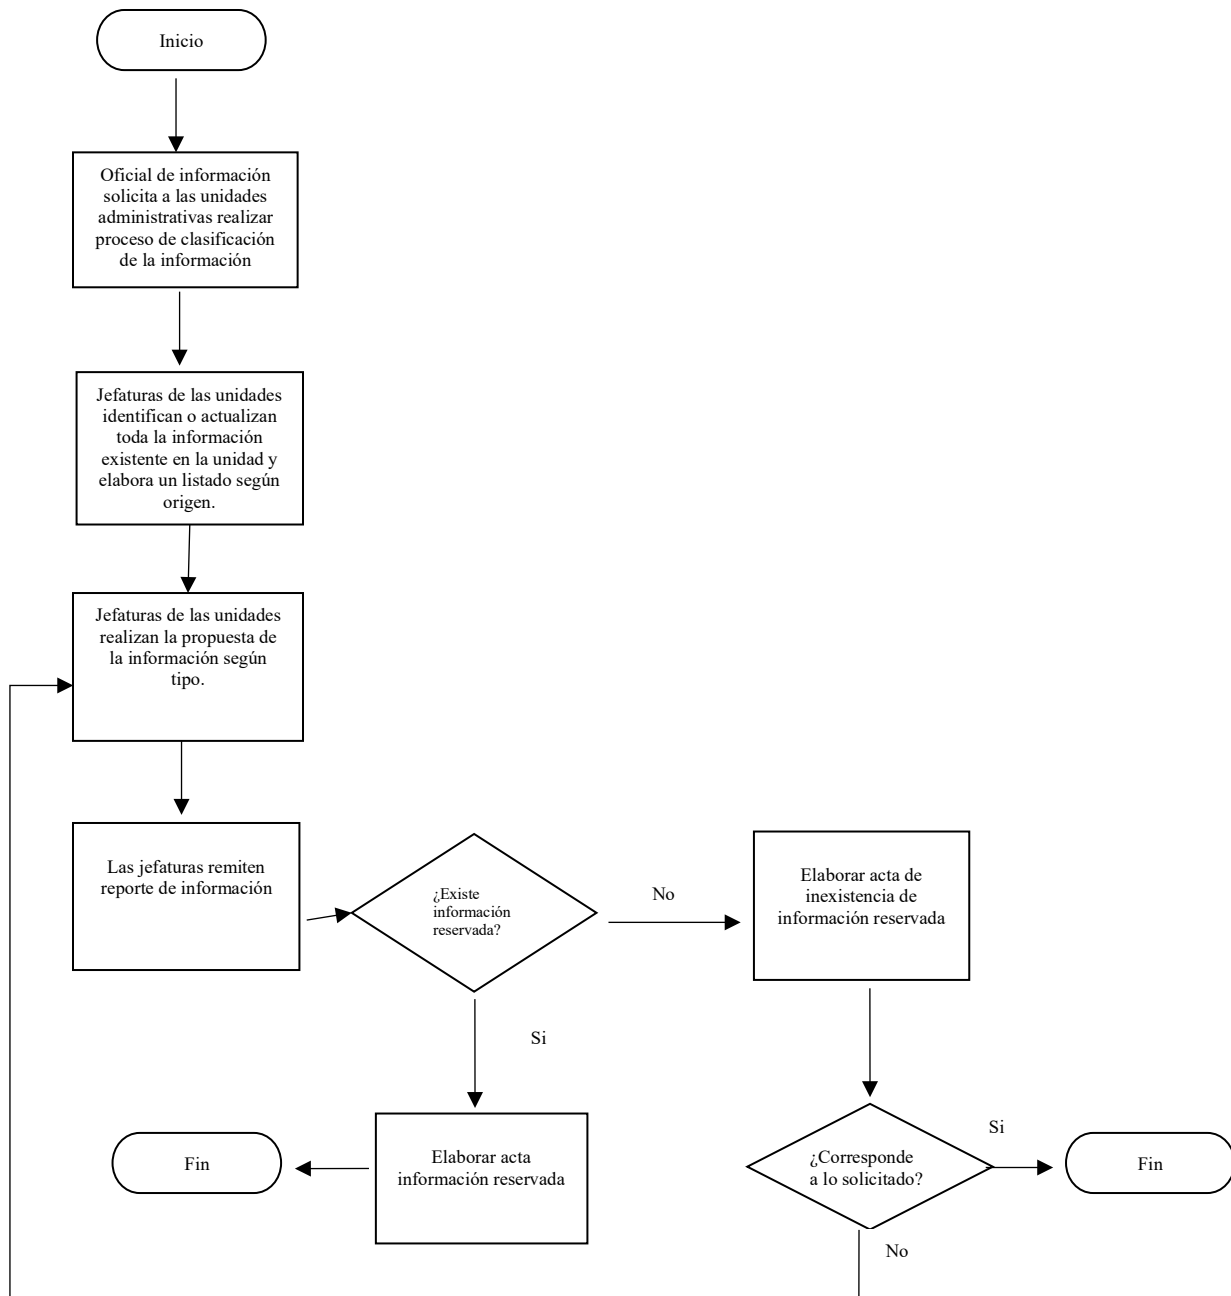 Inicio
Oficial de información
solicita a las unidades
administrativas realizar
proceso de clasificación
de la información
Jefaturas de las unidades
identifican o actualizan
toda la información
existente en la unidad y
elabora un listado según
origen.
Jefaturas de las unidades
realizan la propuesta de
la información según
tipo.
Las jefaturas remiten
reporte de información
¿Existe
información
reservada?
No
Elaborar acta de
inexistencia de
información reservada
Si
Elaborar acta
información reservada
Fin
¿Corresponde
a lo solicitado?
Si
Fin
No